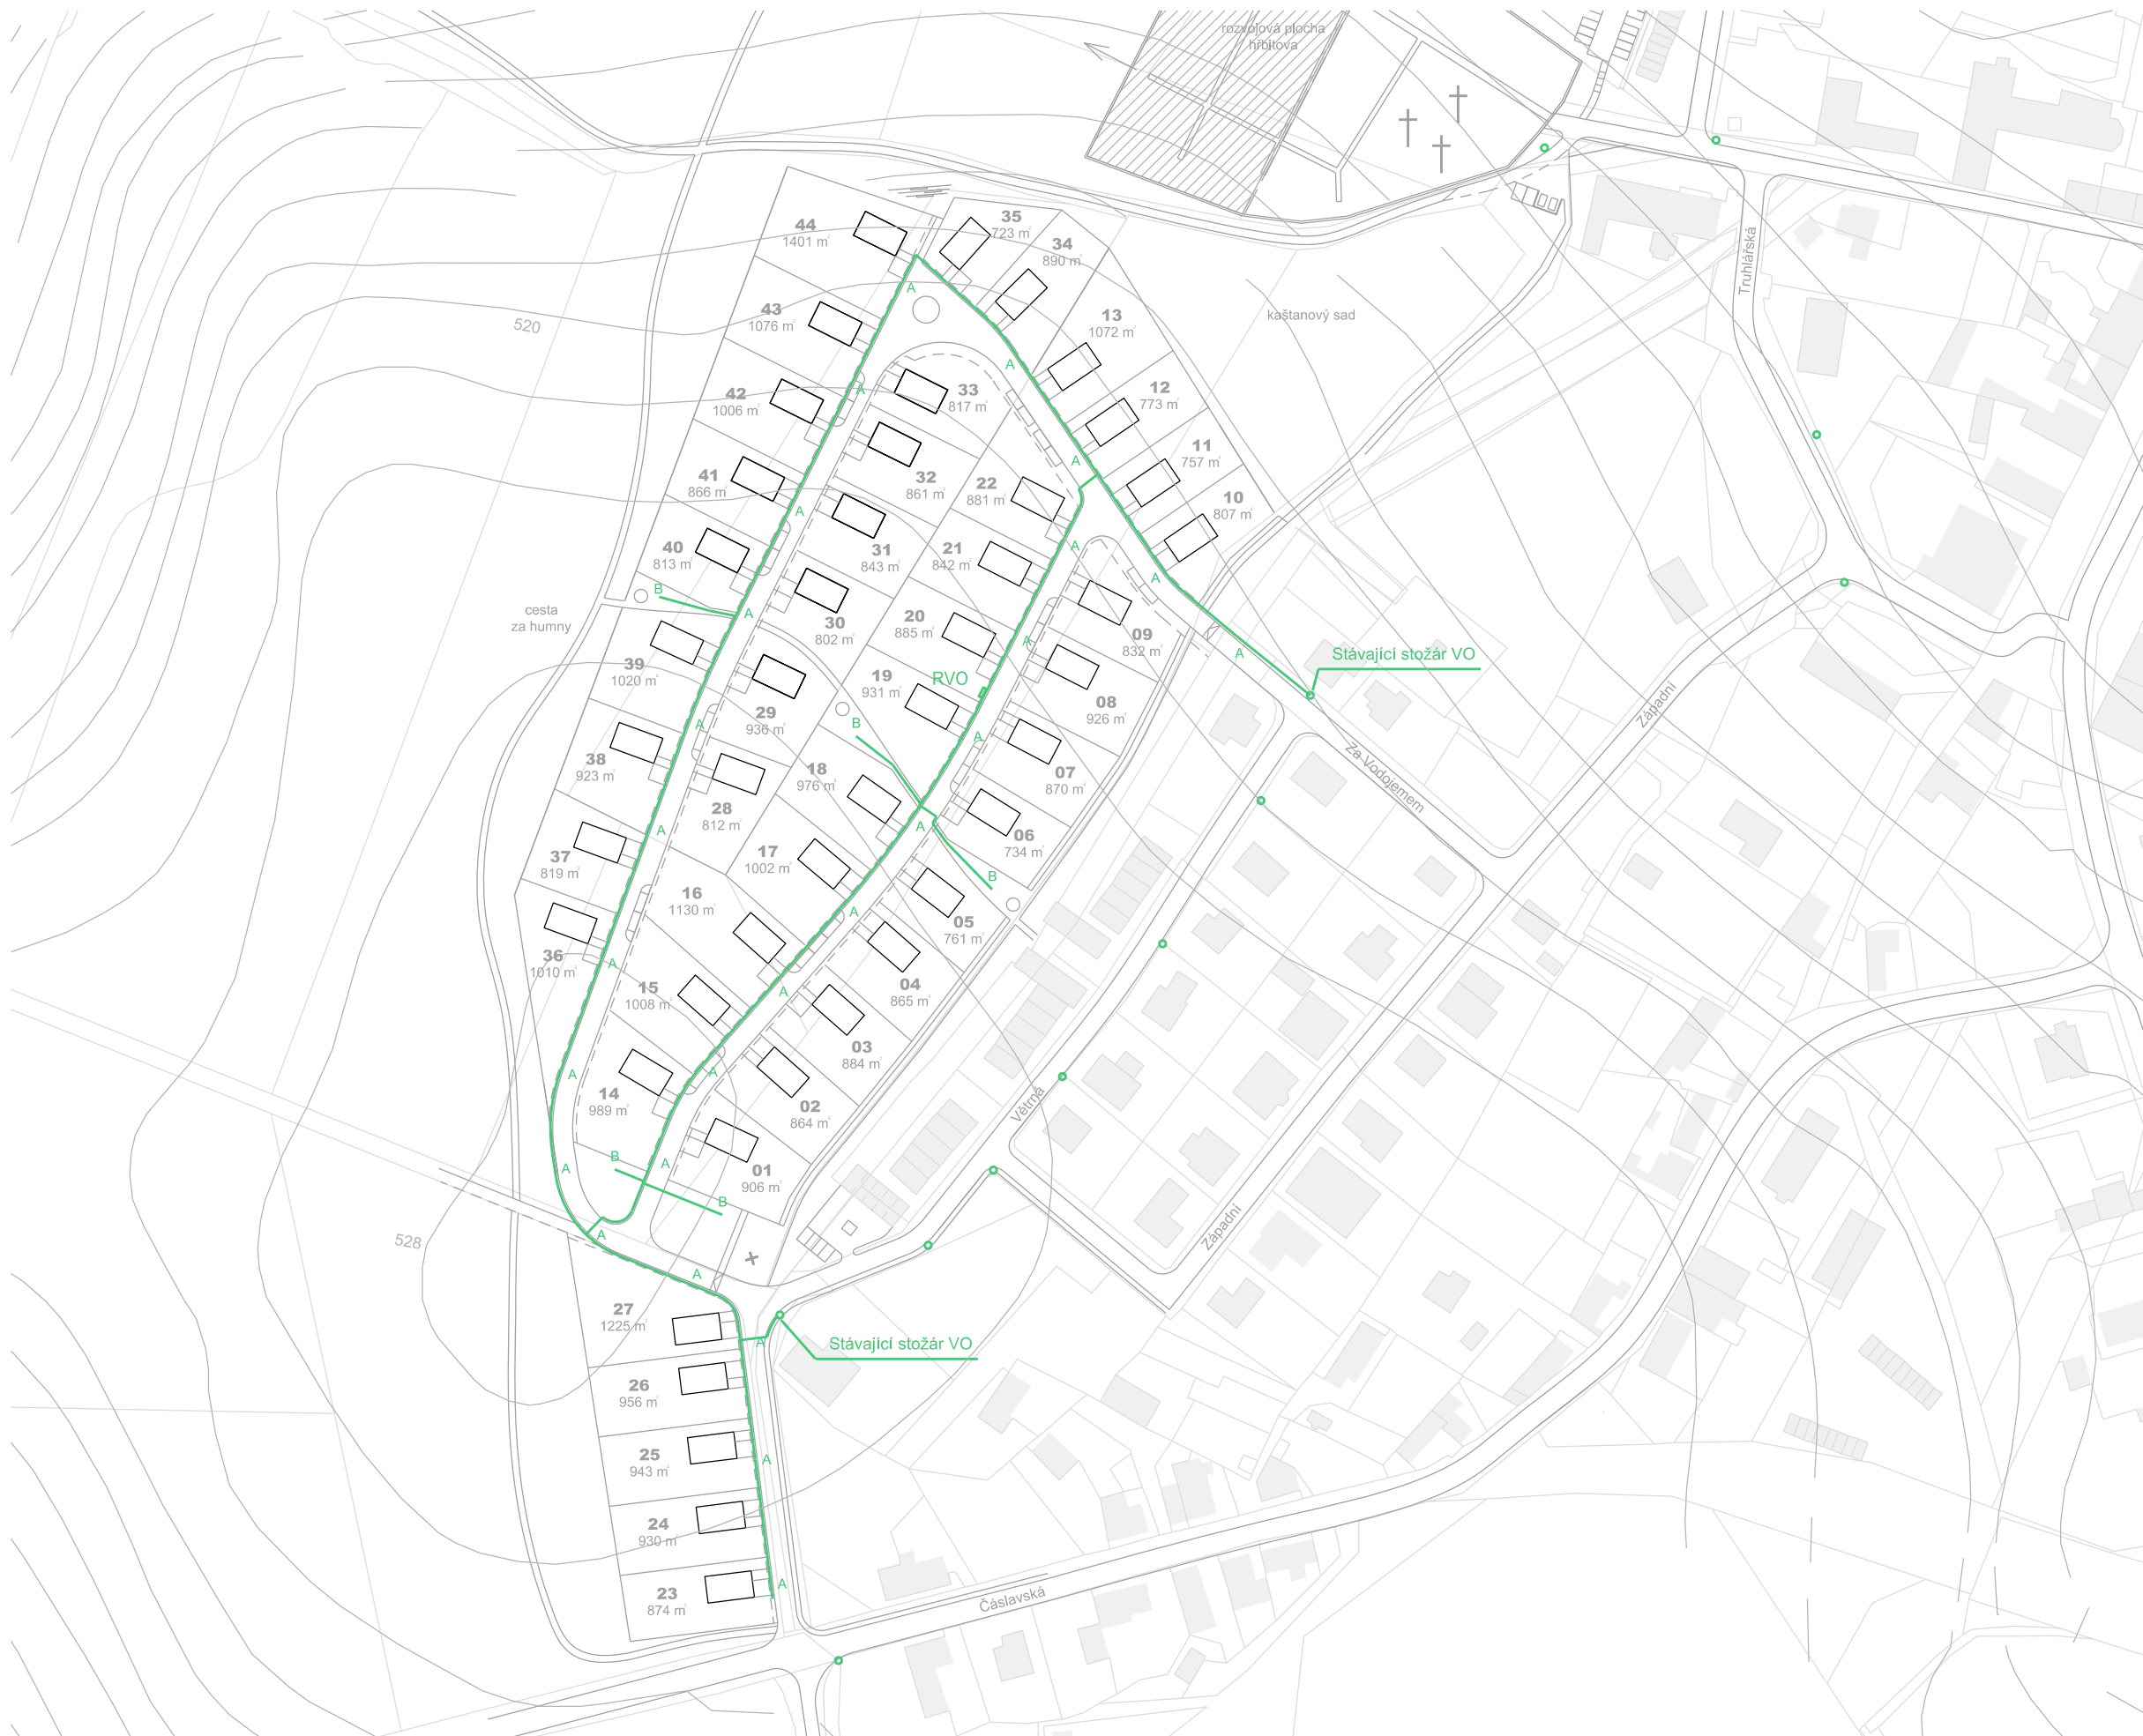 rozvojová plocha
hřbitova
44
1401 m²
35
723 m²
34
890 m²
Truhlářská
A
43
1076 m²
520
13
1072 m²
kaštanový sad
A
A
33
817 m²
42
1006 m²
12
773 m²
41
866 m²
32
861 m²
22
881 m²
A
11
757 m²
10
807 m²
A
40
813 m²
31
843 m²
21
842 m²
A
A
B
cesta
za humny
A
30
802 m²
20
885 m²
A
09
832 m²
A
Stávající stožár VO
39
1020 m²
RVO
19
931 m²
08
926 m²
Západní
A
29
936 m²
B
A
38
923 m²
18
976 m²
07
870 m²
Za Vodojemem
28
812 m²
A
A
06
734 m²
37
819 m²
17
1002 m²
B
16
1130 m²
A
05
761 m²
36
1010 m²
A
15
1008 m²
A
04
865 m²
03
884 m²
A
A
14
989 m²
02
864 m²
Větrná
B
A
A
01
906 m²
B
528
A
Západní
A
27
1225 m²
A
Stávající stožár VO
26
956 m²
25
943 m²
A
24
930 m²
23
874 m²
A
Čáslavská